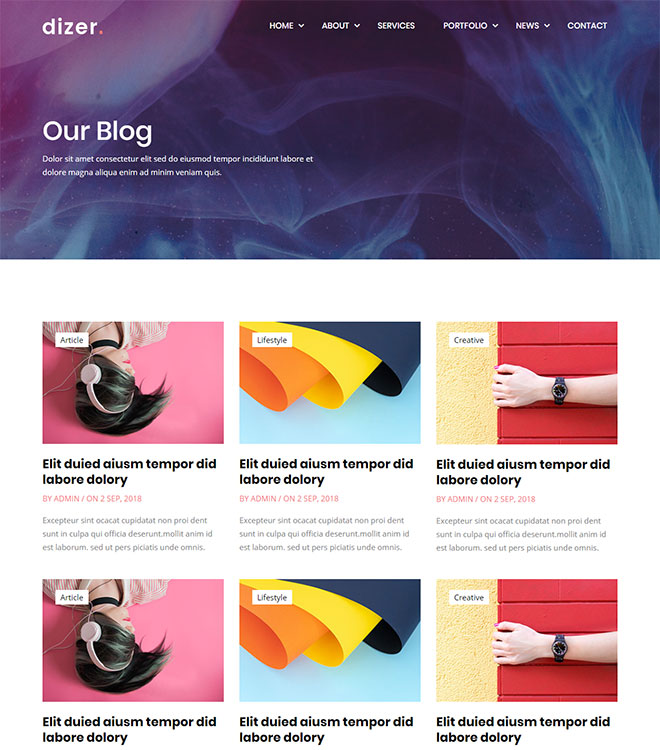 dizer.
HOME ABOUT SERVICES PORTFOLIO NEWS CONTACT
Our Blog
Dolor sit amet consectetur elit sed do eiusmod tempor incididunt labore et
dolore magna aliqua enim ad minim veniam quis.
Article
Elit duied aiusm tempor did
labore dolory
BY ADMIN / ON 2 SEP, 2018
Excepteur sint ocacat cupidatat non proi dent
sunt in culpa qui officia deserunt.mollit anim id
est laborum. sed ut pers piciatis unde omnis.
Lifestyle
Elit duied aiusm tempor did
labore dolory
BY ADMIN / ON 2 SEP, 2018
Excepteur sint ocacat cupidatat non proi dent
sunt in culpa qui officia deserunt.mollit anim id
est laborum. sed ut pers piciatis unde omnis.
Creative
Elit duied aiusm tempor did
labore dolory
BY ADMIN / ON 2 SEP, 2018
Excepteur sint ocacat cupidatat non proi dent
sunt in culpa qui officia deserunt.mollit anim id
est laborum. sed ut pers piciatis unde omnis.
Article
Elit duied aiusm tempor did
labore dolory
Lifestyle
Elit duied aiusm tempor did
labore dolory
Creative
Elit duied aiusm tempor did
labore dolory